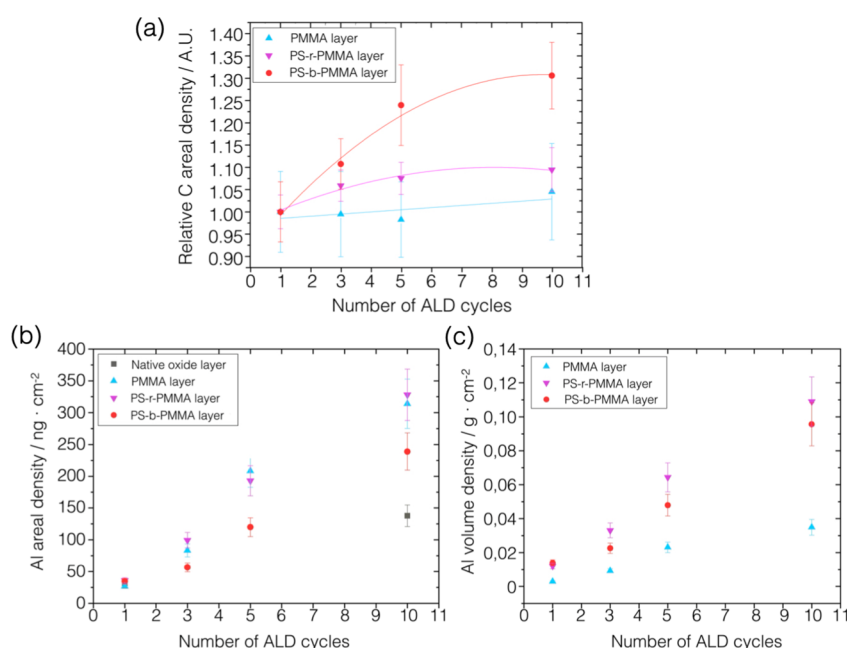 (a)
Relative C areal density / A.U.
1.40
1.35
1.30
1.25
1.20
1.15
1.10
1.05
1.00
0.95
0.90
PMMA layer
PS-r-PMMA layer
PS-b-PMMA layer
0 1 2 3 4 5 6 7 8 9 10 11
Number of ALD cycles
(b)
Al areal density / ng · cm-2
400
350
300
250
200
150
100
50
0
Native oxide layer
PMMA layer
PS-r-PMMA layer
PS-b-PMMA layer
0 1 2 3 4 5 6 7 8 9 10 11
Number of ALD cycles
(c)
Al volume density / g · cm-2
0,14
0,12
0,10
0,08
0,06
0,04
0,02
0
PMMA layer
PS-r-PMMA layer
PS-b-PMMA layer
0 1 2 3 4 5 6 7 8 9 10 11
Number of ALD cycles